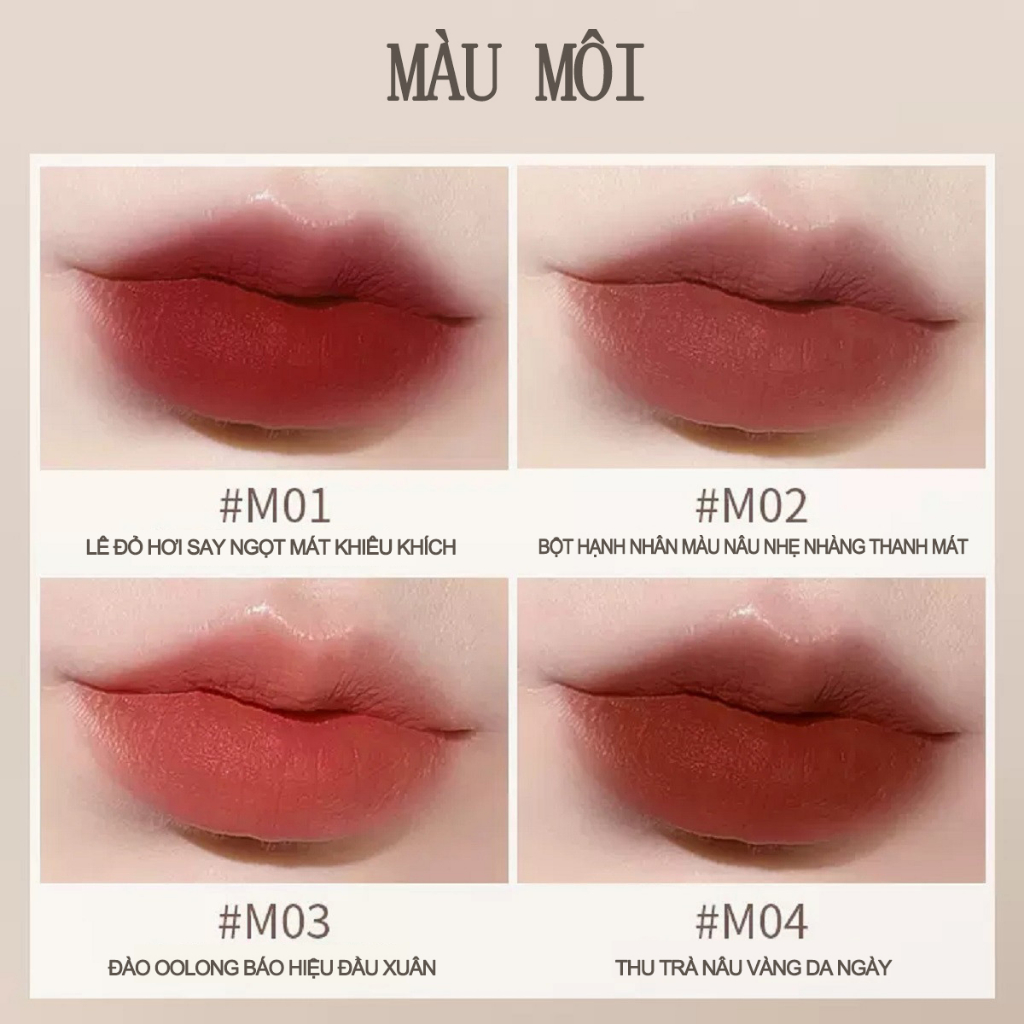 MÀU MÔI
#M01
#M02
LÊ ĐỎ HƠI SAY NGỌT MÁT KHIÊU KHÍCH
BỘT HẠNH NHÂN MÀU NÂU NHẸ NHÀNG THANH MÁT
#M03
#M04
ĐÀO OOLONG BÁO HIỆU ĐẦU XUÂN
THU TRÀ NÂU VÀNG DA NGÀY